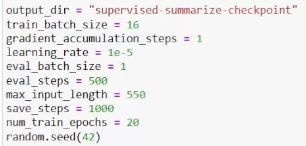 output_dir = "supervised-summarize-checkpoint"
train_batch_size = 16
gradient_accumulation_steps = 1
learning_rate = 1e-5
eval_batch_size = 1
eval_steps = 500
max_input_length = 550
save_steps = 1000
num_train_epochs = 20
random.seed(42)